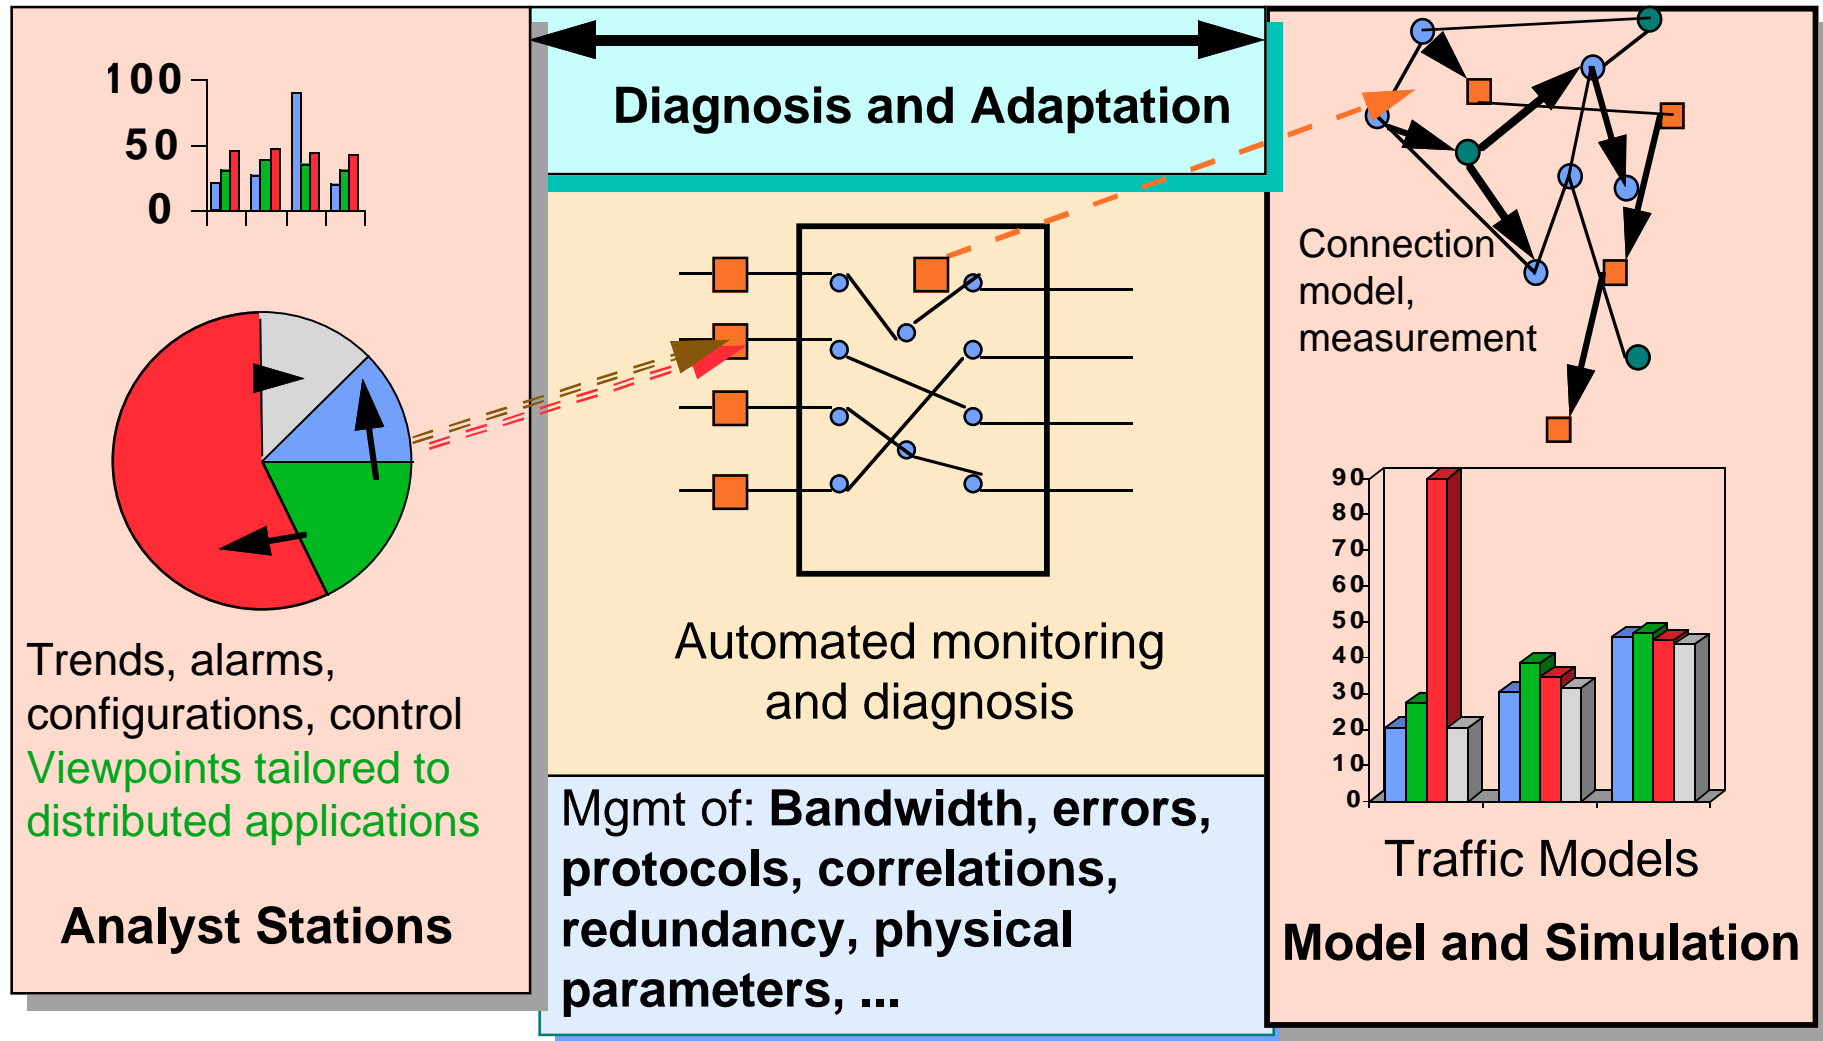 100
50
0
Trends, alarms,
configurations, control
Viewpoints tailored to
distributed applications
Analyst Stations
Diagnosis and Adaptation
Automated monitoring
and diagnosis
Mgmt of: Bandwidth, errors,
protocols, correlations,
redundancy, physical
parameters, ...
Connection
model,
measurement
90
80
70
60
50
40
30
20
10
0
Traffic Models
Model and Simulation